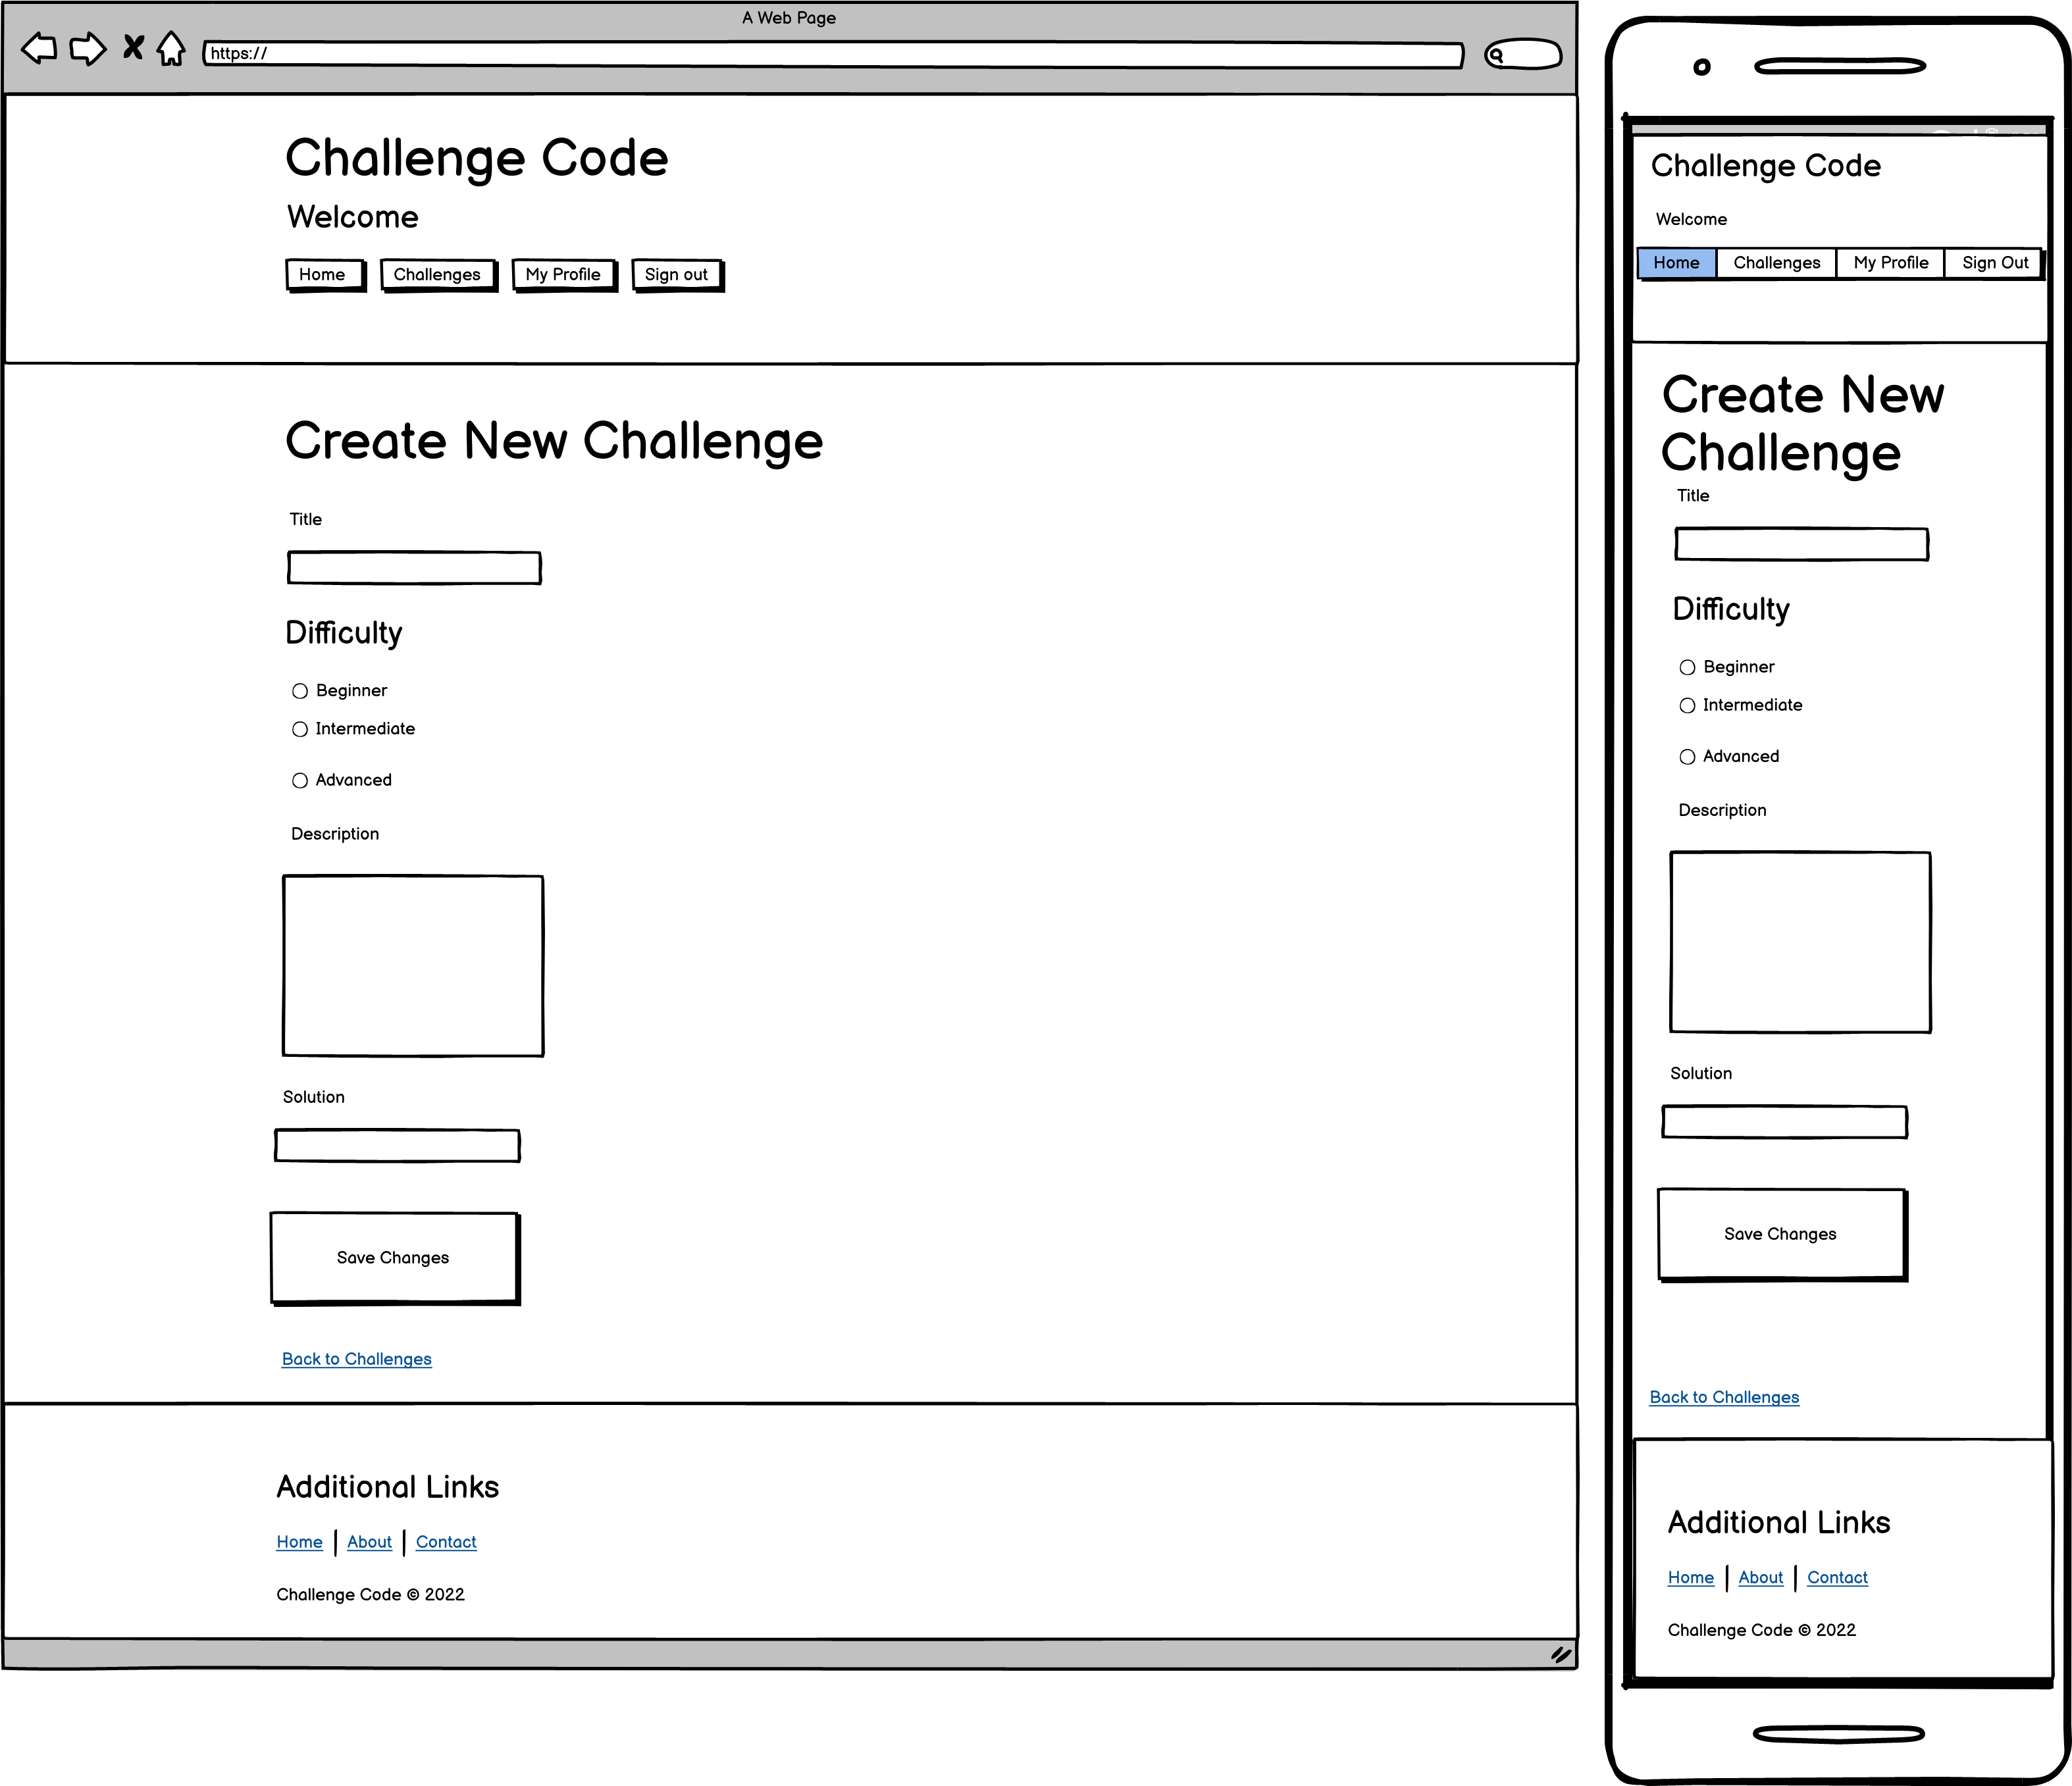 A Web Page
https://
Challenge Code
Welcome
Home Challenges My Profile Sign out
Create New Challenge
Title
Difficulty
Beginner
Intermediate
Advanced
Description
Solution
Save Changes
Back to Challenges
Additional Links
Home About Contact
Challenge Code © 2022
Challenge Code
Welcome
Home Challenges My Profile Sign Out
Create New
Challenge
Title
Difficulty
Beginner
Intermediate
Advanced
Description
Solution
Save Changes
Back to Challenges
Additional Links
Home About Contact
Challenge Code © 2022